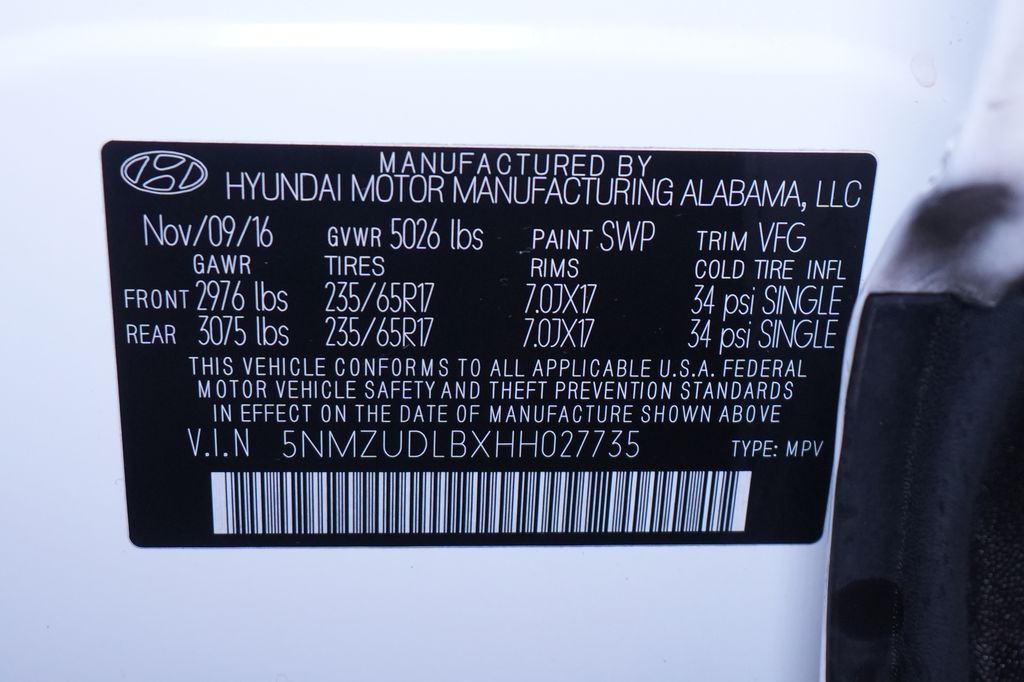 MANUFACTURED BY
HYUNDAI MOTOR MANUFACTURING ALABAMA, LLC
Nov/09/16 GVWR 5026 lbs PAINT SWP TRIM VFG
GAWR TIRES RIMS COLD TIRE INFL
FRONT 2976 lbs 235/65R17 7.0JX17 34 psi SINGLE
REAR 3075 lbs 235/65R17 7.0JX17 34 psi SINGLE
THIS VEHICLE CONFORMS TO ALL APPLICABLE U.S.A. FEDERAL
MOTOR VEHICLE SAFETY AND THEFT PREVENTION STANDARDS
IN EFFECT ON THE DATE OF MANUFACTURE SHOWN ABOVE
V.I.N 5NMZUDLBXHH027735 TYPE: MPV